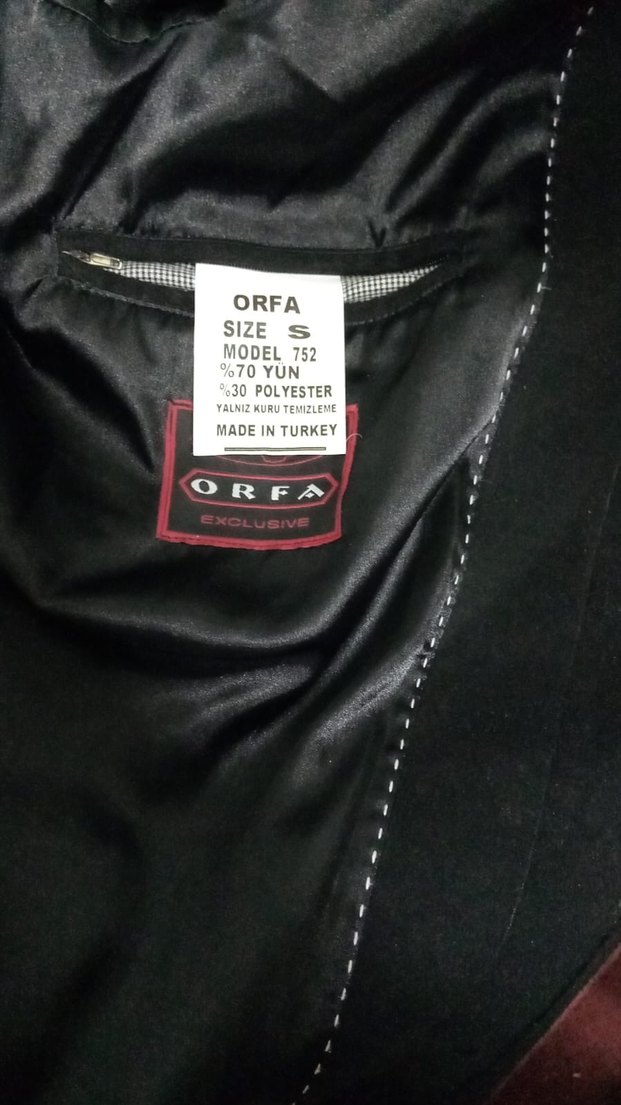 ORFA
SIZE S
MODEL 752
%70 YÜN
%30 POLYESTER
YALNIZ KURU TEMIZLEME
MADE IN TURKEY
ORFA
EXCLUSIVE